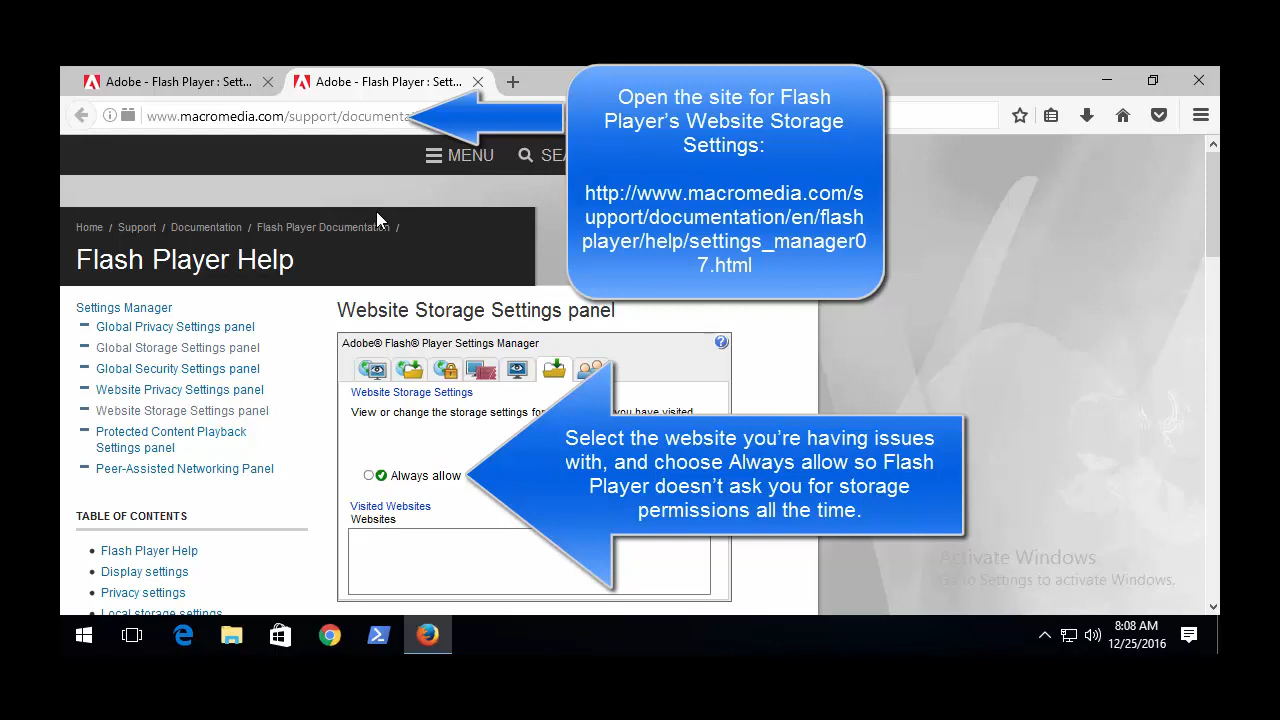 Adobe - Flash Player : Sett...
Adobe - Flash Player : Sett...
www.macromedia.com/support/documenta
Open the site for Flash
Player's Website Storage
Settings:
http://www.macromedia.com/s
upport/documentation/en/flash
player/help/settings_manager0
7.html
MENU
SEA
Home / Support / Documentation / Flash Player Documentation /
Flash Player Help
Settings Manager
Global Privacy Settings panel
Global Storage Settings panel
Global Security Settings panel
Website Privacy Settings panel
Website Storage Settings panel
Protected Content Playback
Settings panel
Peer-Assisted Networking Panel
TABLE OF CONTENTS
Flash Player Help
Display settings
Privacy settings
Local storage settings
Website Storage Settings panel
Adobe® Flash® Player Settings Manager
?
Website Storage Settings
View or change the storage settings for you have visited
Always allow
Visited Websites
Websites
Select the website you're having issues
with, and choose Always allow so Flash
Player doesn't ask you for storage
permissions all the time.
Activate Windows
Go to Settings to activate Windows.
8:08 AM
12/25/2016